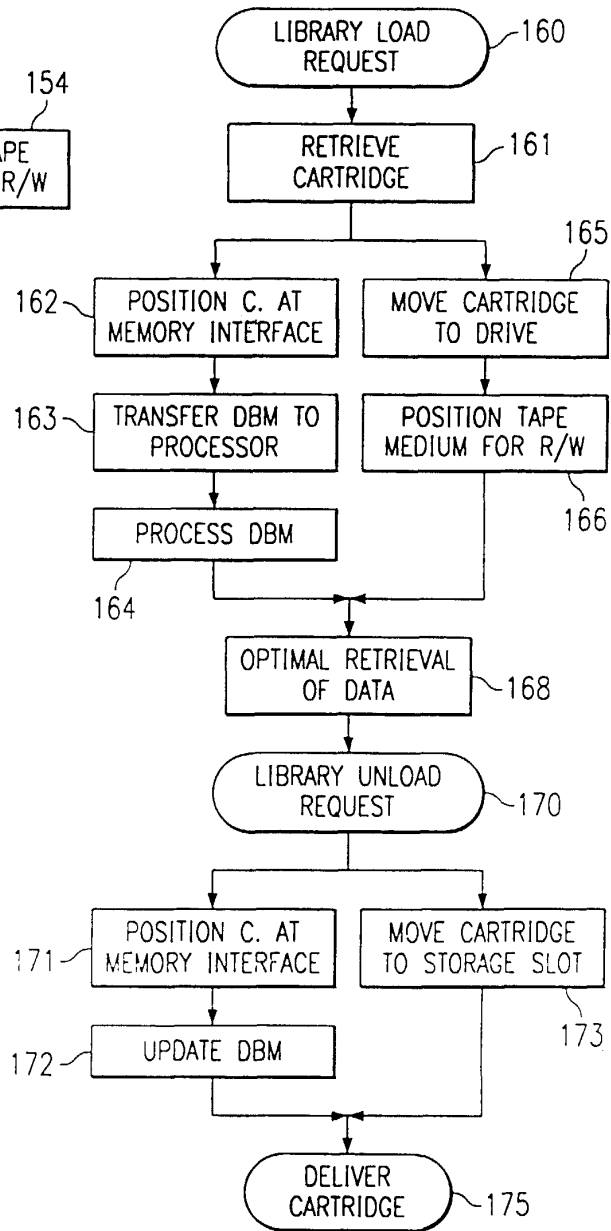 LIBRARY LOAD
REQUEST
160
154
APE
R/W
RETRIEVE
CARTRIDGE
161
165
162
POSITION C. AT
MEMORY INTERFACE
MOVE CARTRIDGE
TO DRIVE
163
TRANSFER DBM TO
PROCESSOR
POSITION TAPE
MEDIUM FOR R/W
166
PROCESS DBM
164
OPTIMAL RETRIEVAL
OF DATA
168
LIBRARY UNLOAD
REQUEST
170
171
POSITION C. AT
MEMORY INTERFACE
MOVE CARTRIDGE
TO STORAGE SLOT
173
172
UPDATE DBM
DELIVER
CARTRIDGE
175